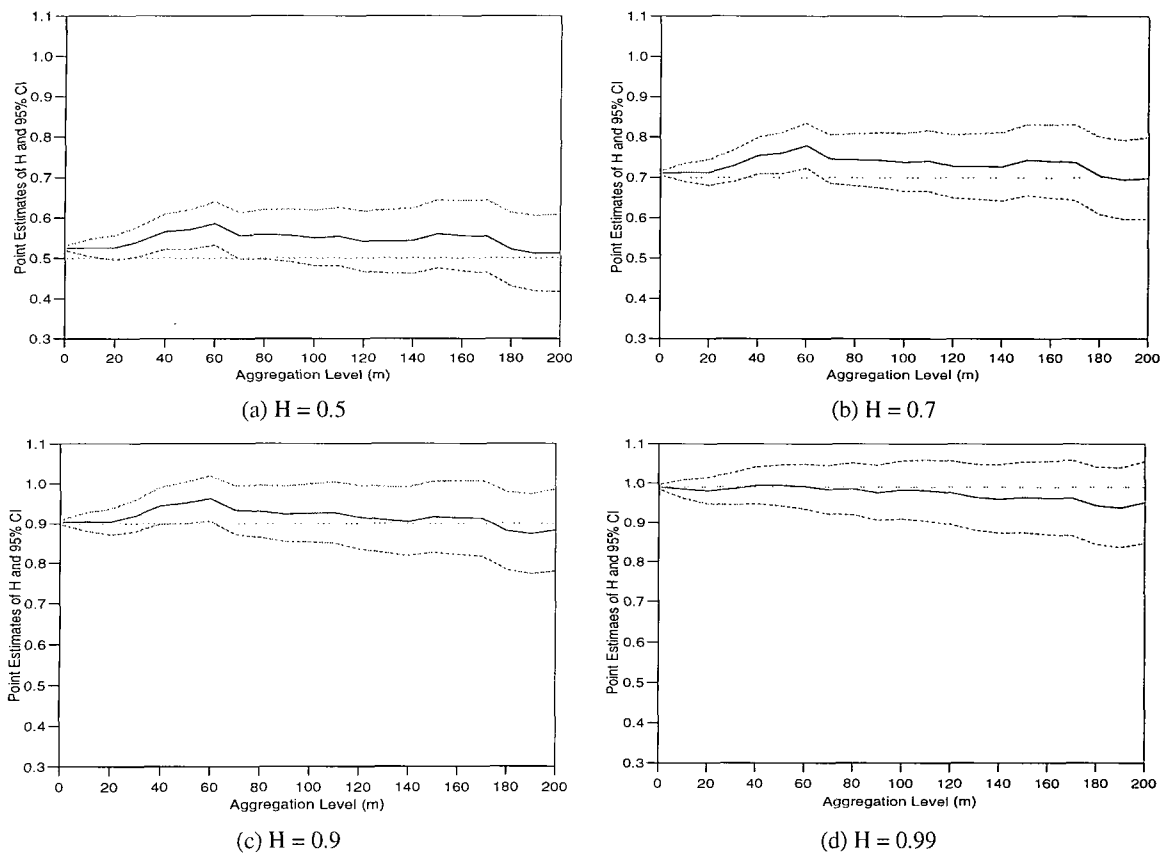 Point Estimates of H and 95% CI
1.1
1.0
0.9
0.8
0.7
0.6
0.5
0.4
0.3
0 20 40 60 80 100 120 140 160 180 200
Aggregation Level (m)
(a) H = 0.5
Point Estimates of H and 95% CI
1.1
1.0
0.9
0.8
0.7
0.6
0.5
0.4
0.3
0 20 40 60 80 100 120 140 160 180 200
Aggregation Level (m)
(b) H = 0.7
Point Estimates of H and 95% CI
1.1
1.0
0.9
0.8
0.7
0.6
0.5
0.4
0.3
0 20 40 60 80 100 120 140 160 180 200
Aggregation Level (m)
(c) H = 0.9
Point Estimaes of H and 95% CI
1.1
1.0
0.9
0.8
0.7
0.6
0.5
0.4
0.3
0 20 40 60 80 100 120 140 160 180 200
Aggregation Level (m)
(d) H = 0.99